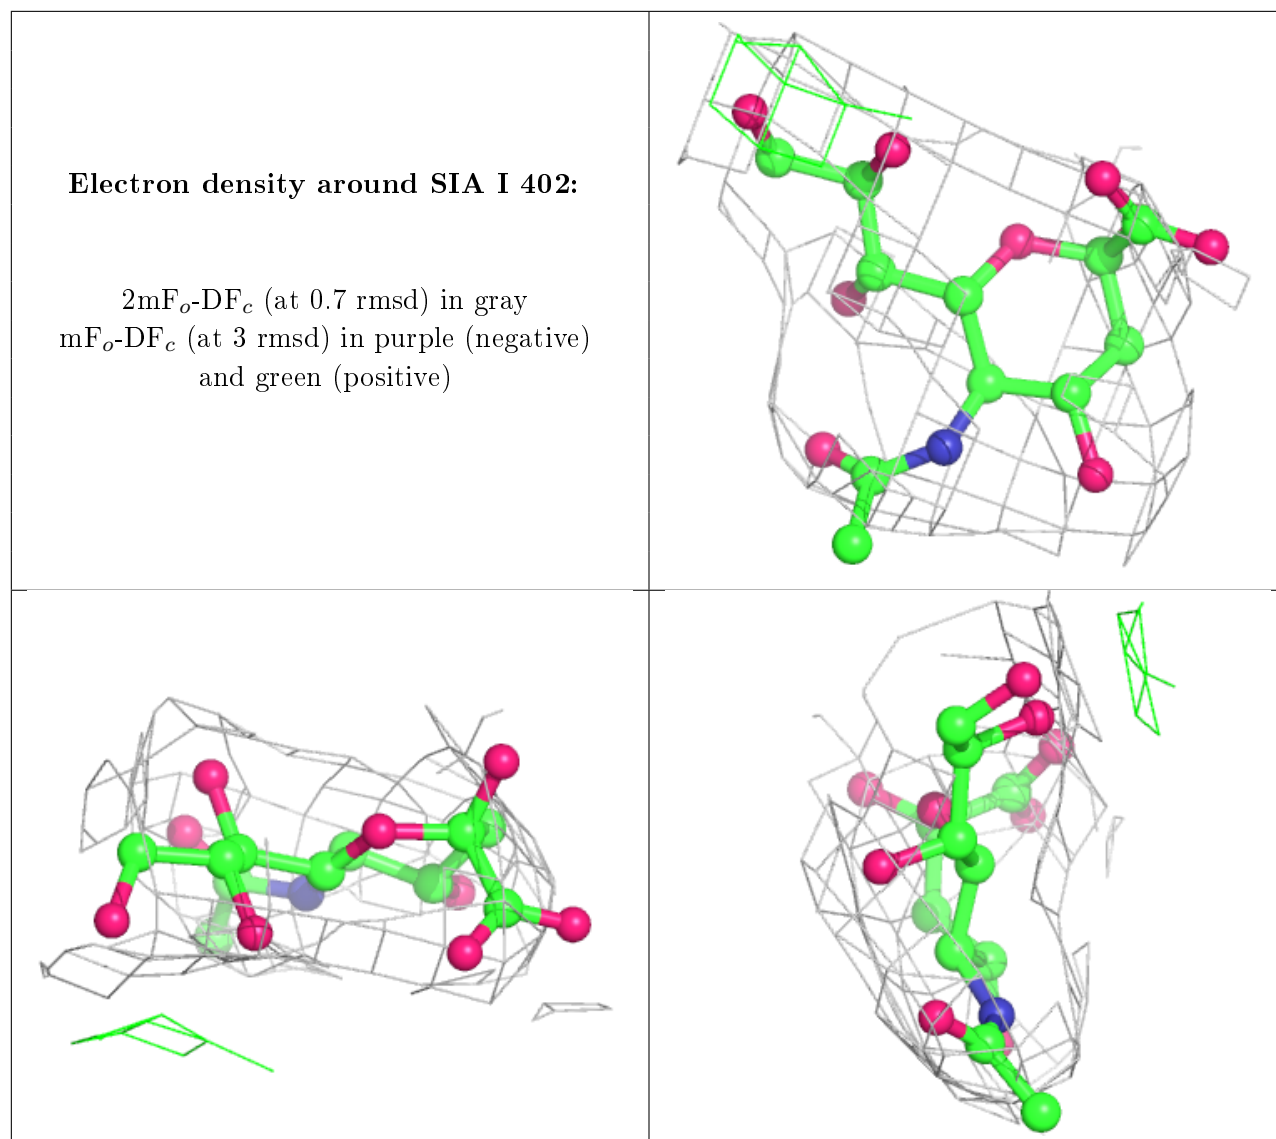 Electron density around SIA I 402:
2mFo-DFc (at 0.7 rmsd) in gray
mFo-DFc (at 3 rmsd) in purple (negative)
and green (positive)